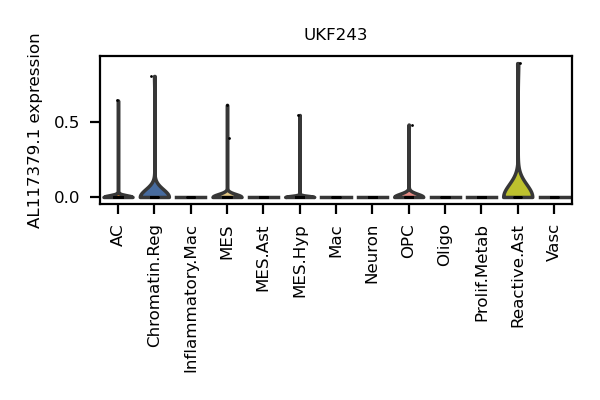 UKF243
AL117379.1 expression
0.5
0.0
AC
Chromatin.Reg
Inflammatory.Mac
MES
MES.Ast
MES.Hyp
Mac
Neuron
OPC
Oligo
Prolif.Metab
Reactive.Ast
Vasc